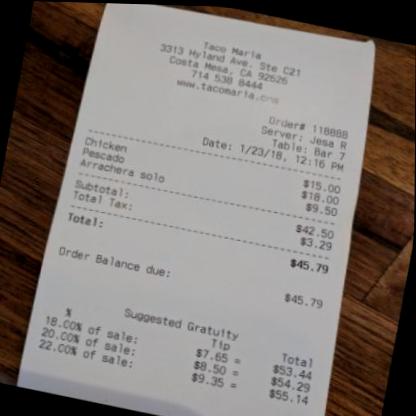 Taco Maria
3313 Hyland Ave. Ste C21
Costa Mesa, CA 92626
714 538 8444
www.tacomaria.com
Order# 118888
Server: Jesa R
Table: Bar 7
Date: 1/23/18, 12:16 PM
Chicken $15.00
Pescado $18.00
Arrachera solo $9.50
Subtotal: $42.50
Total Tax: $3.29
Total: $45.79
Order Balance due: $45.79
Suggested Gratuity
% Tip Total
18.00% of sale: $7.65 = $53.44
20.00% of sale: $8.50 = $54.29
22.00% of sale: $9.35 = $55.14